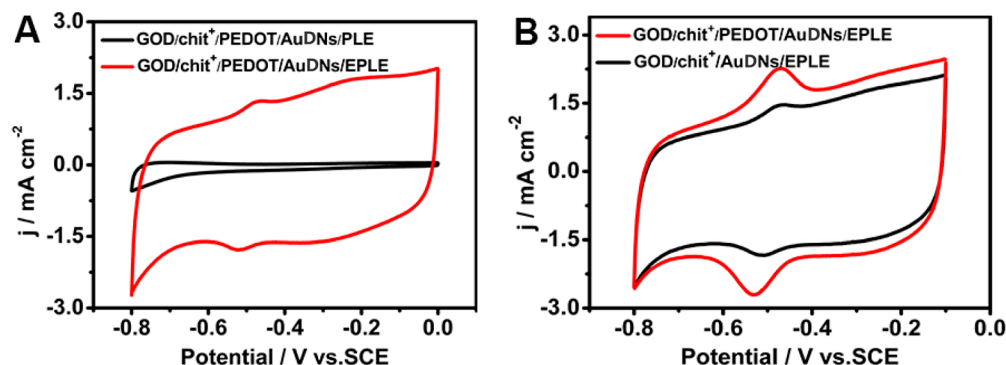 A
GOD/chit+/PEDOT/AuDNs/PLE
GOD/chit+/PEDOT/AuDNs/EPLE
j / mA cm-2
3.0
1.5
0.0
-1.5
-3.0
-0.8 -0.6 -0.4 -0.2 0.0
Potential / V vs.SCE
B
GOD/chit+/PEDOT/AuDNs/EPLE
GOD/chit+/AuDNs/EPLE
j / mA cm-2
3.0
1.5
0.0
-1.5
-3.0
-0.8 -0.6 -0.4 -0.2 0.0
Potential / V vs.SCE